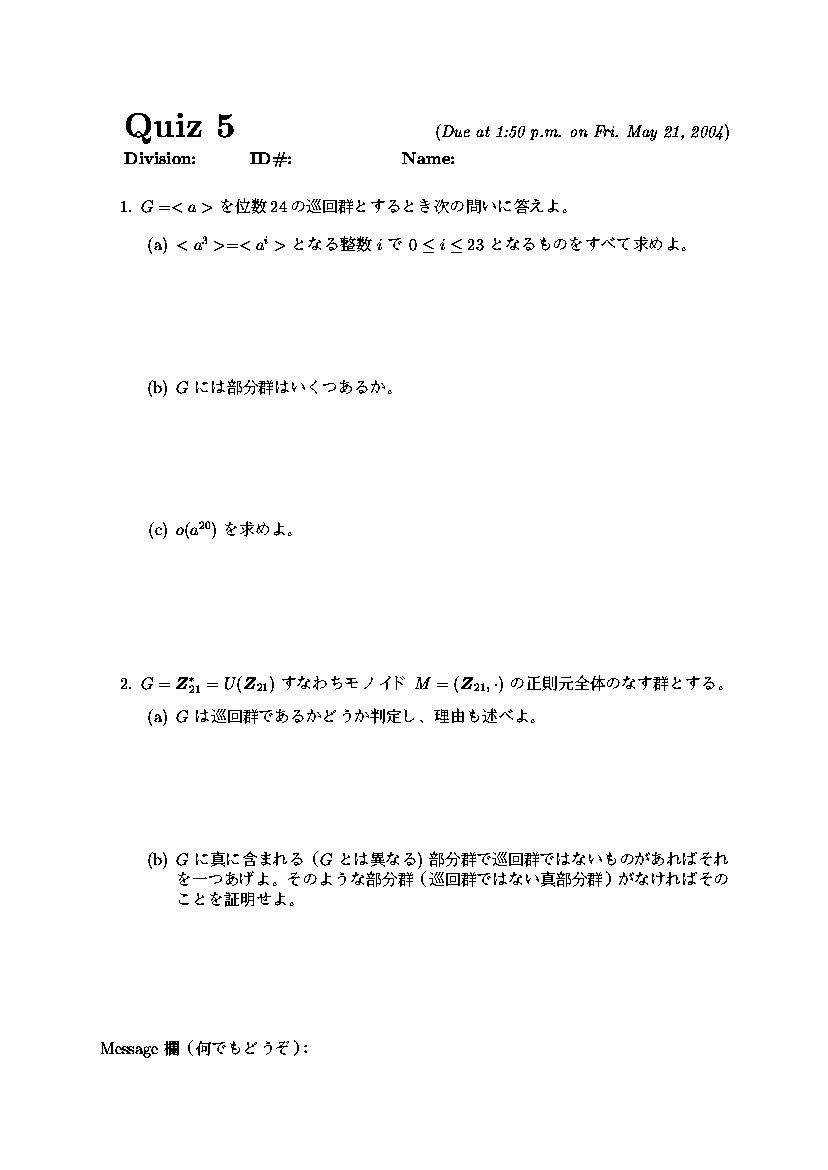 Quiz 5 (Due at 1:50 p.m. on Fri. May 21, 2004)
Division: ID#: Name:
1. G =< a > を位数 24 の巡回群とするとき次の問いに答えよ。
(a) < a³ >=< aⁱ > となる整数 i で 0 ≤ i ≤ 23 となるものをすべて求めよ。
(b) G には部分群はいくつあるか。
(c) o(a²⁰) を求めよ。
2. G = Z*₂₁ = U(Z₂₁) すなわちモノイド M = (Z₂₁, ·) の正則元全体のなす群とする。
(a) G は巡回群であるかどうか判定し、理由も述べよ。
(b) G に真に含まれる（G とは異なる) 部分群で巡回群ではないものがあればそれ
を一つあげよ。そのような部分群（巡回群ではない真部分群）がなければその
ことを証明せよ。
Message 欄（何でもどうぞ）: